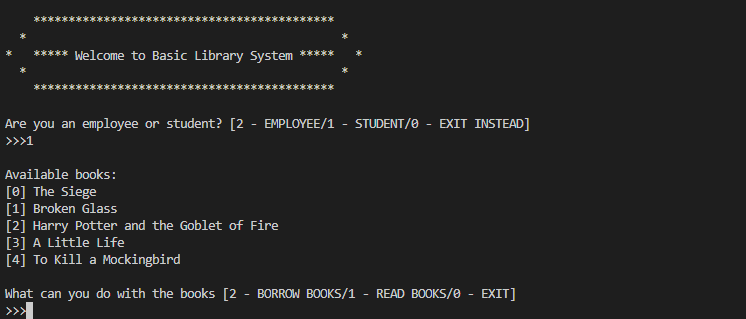 *******************************************
* *
* ***** Welcome to Basic Library System ***** *
* *
*******************************************
Are you an employee or student? [2 - EMPLOYEE/1 - STUDENT/0 - EXIT INSTEAD]
>>>1
Available books:
[0] The Siege
[1] Broken Glass
[2] Harry Potter and the Goblet of Fire
[3] A Little Life
[4] To Kill a Mockingbird
What can you do with the books [2 - BORROW BOOKS/1 - READ BOOKS/0 - EXIT]
>>>